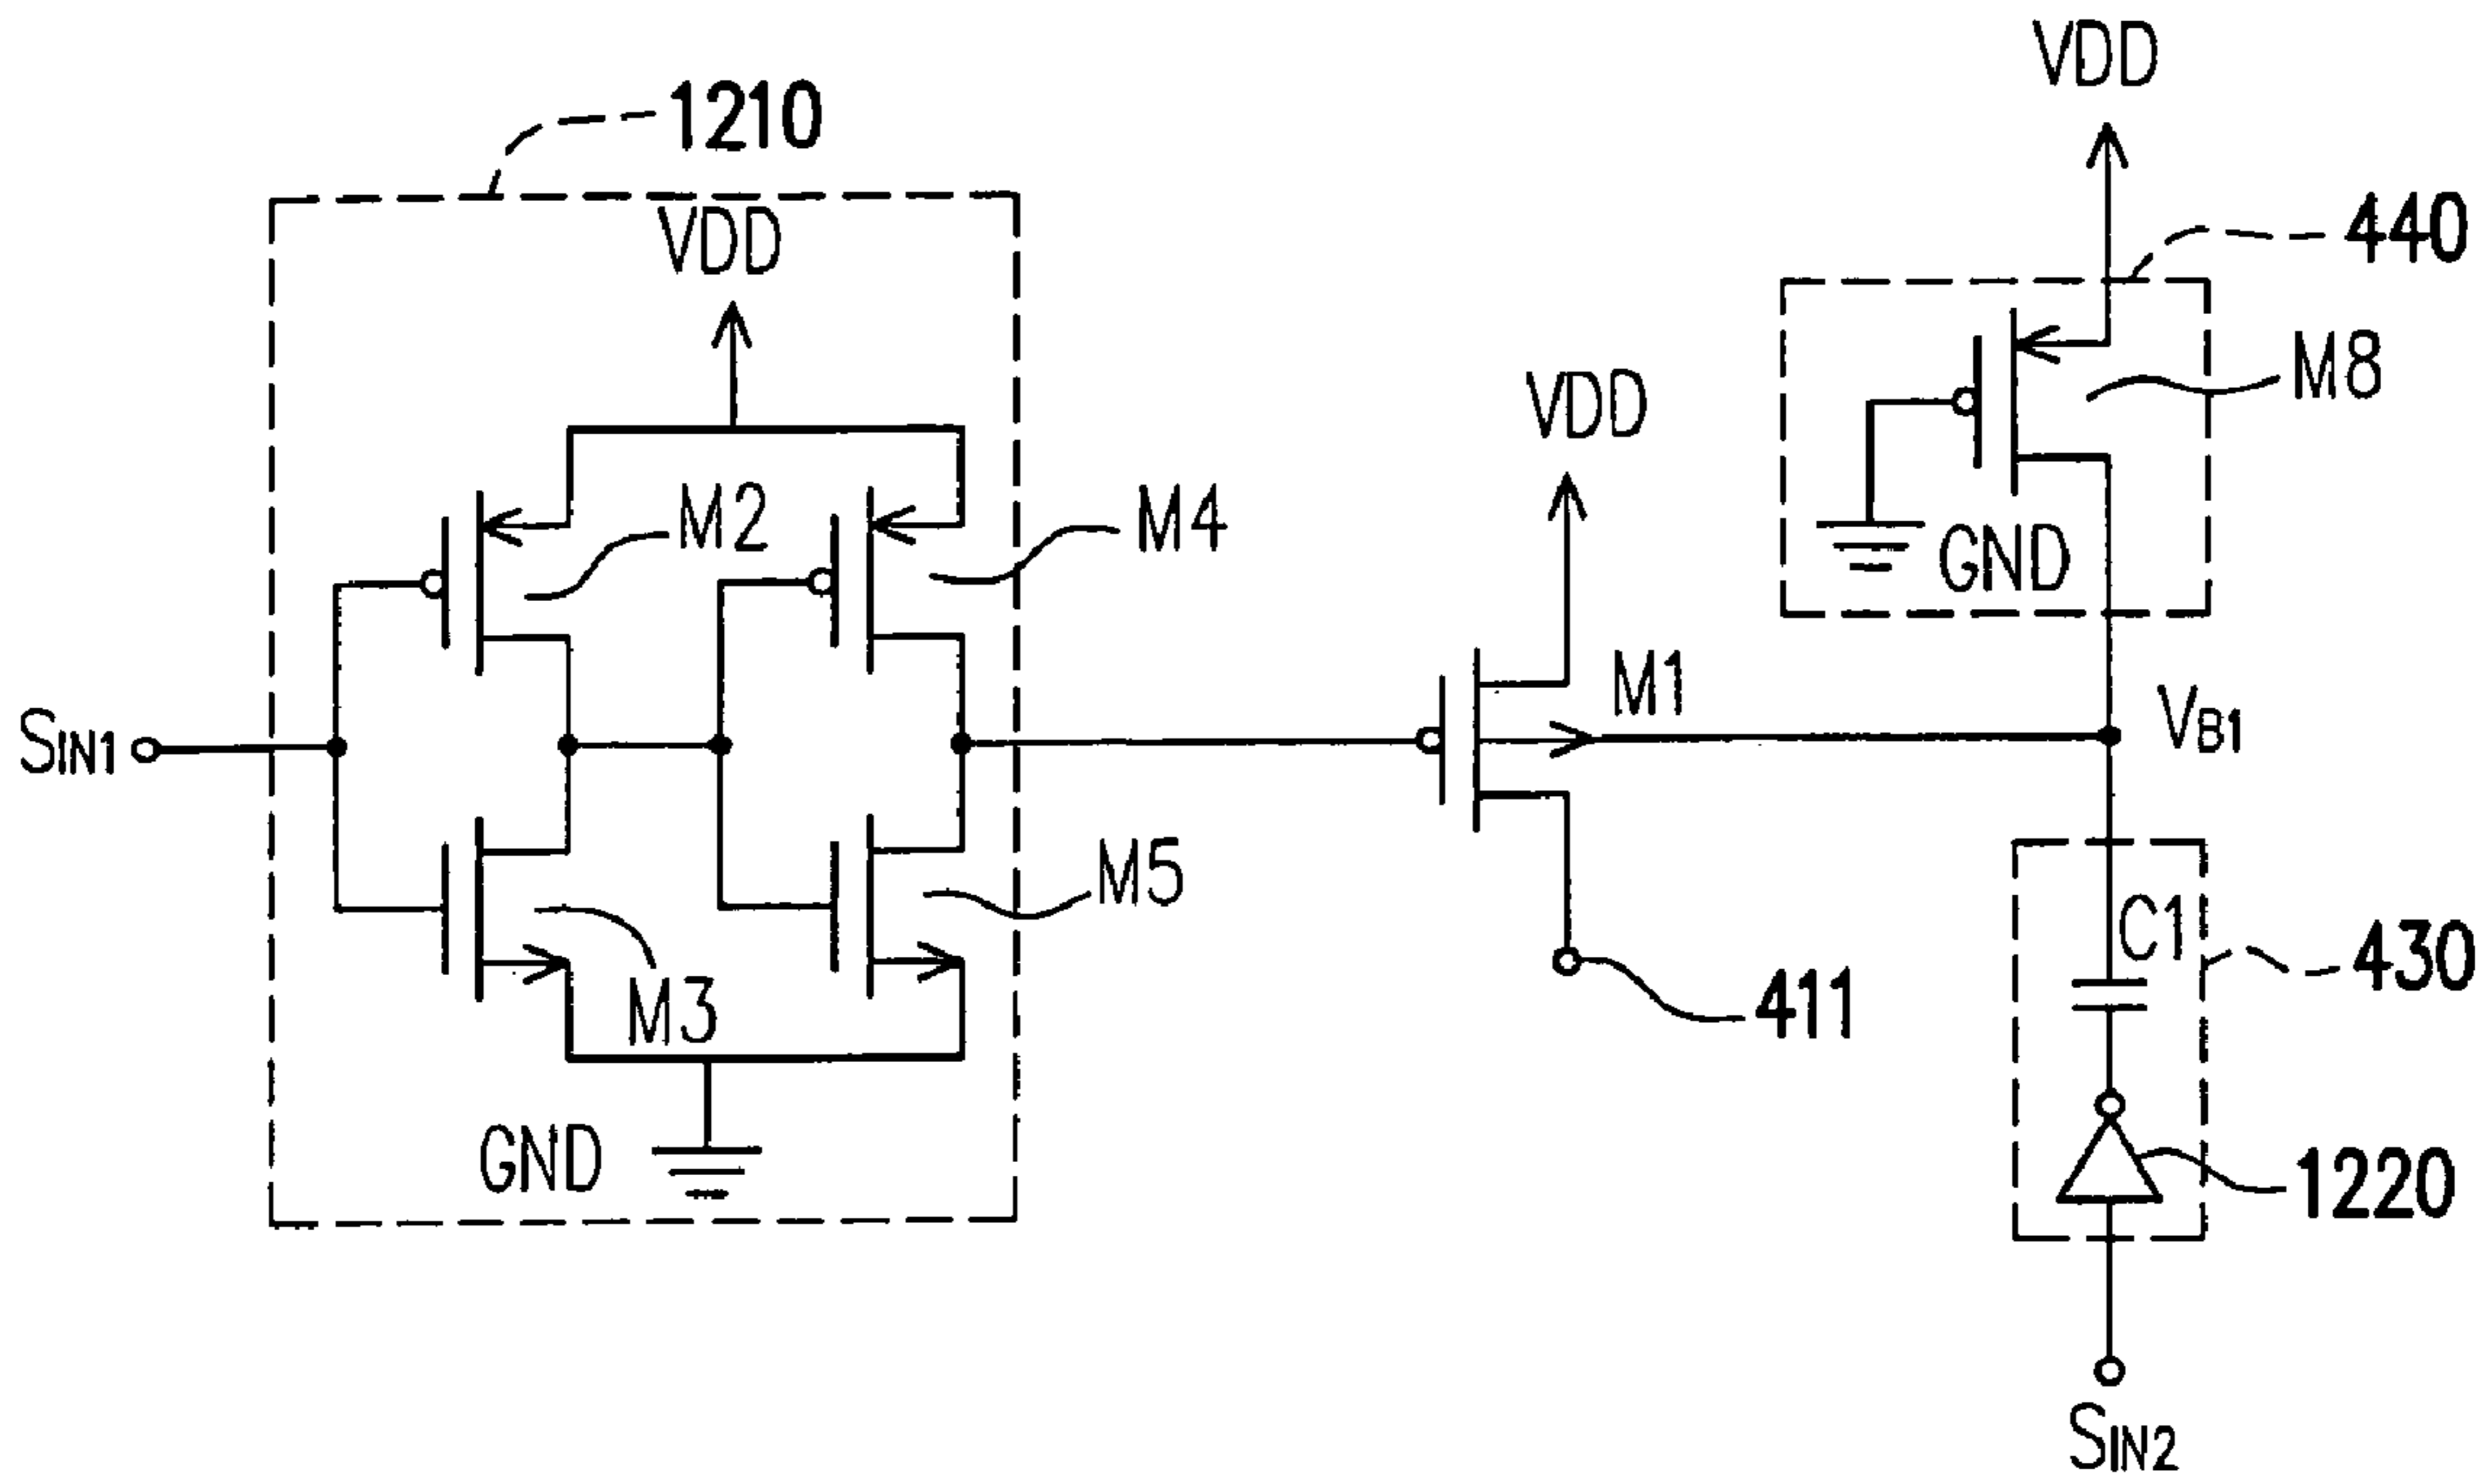 VDD
1210
440
VDD
M8
VDD
M2
M4
GND
M1
SIN1
VB1
M5
C1
430
M3
411
GND
1220
SIN2